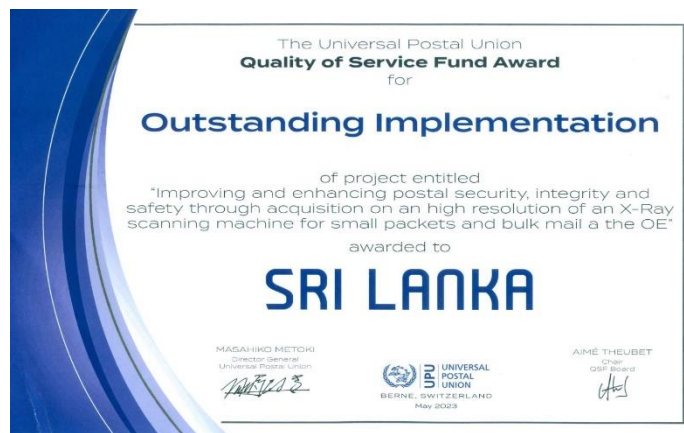 The Universal Postal Union
Quality of Service Fund Award
for
Outstanding Implementation
of project entitled
"Improving and enhancing postal security, integrity and
safety through acquisition on an high resolution of an X-Ray
scanning machine for small packets and bulk mail a the OE"
awarded to
SRI LANKA
MASAHIKO METOKI
Director General
Universal Postal Union
AIMÉ THEUBET
Chair
QSF Board
UPU
UNIVERSAL
POSTAL
UNION
BERNE, SWITZERLAND
May 2023